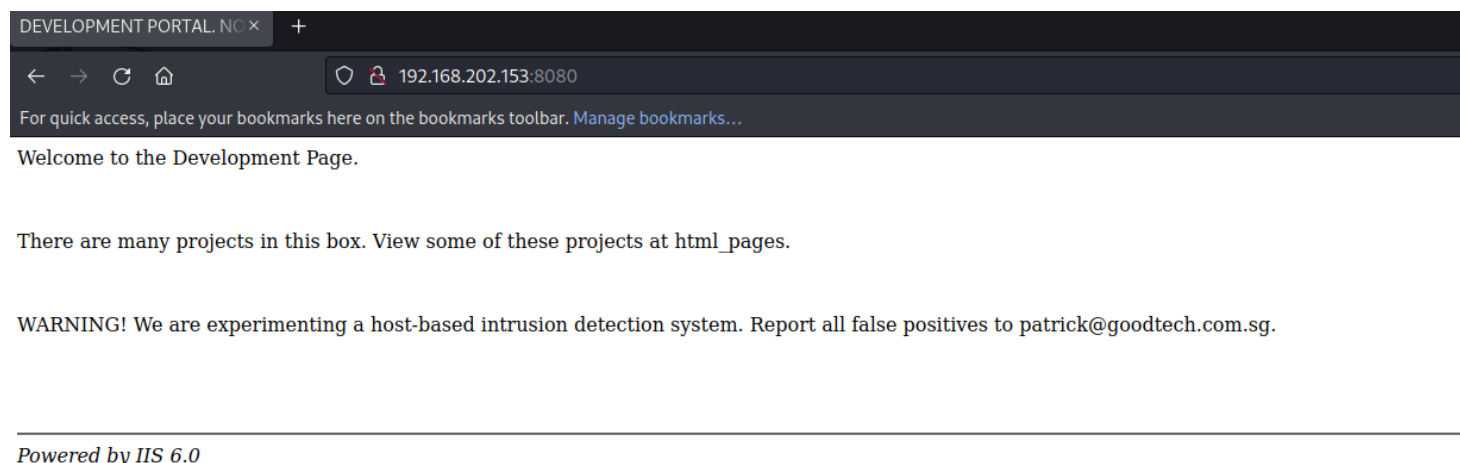 DEVELOPMENT PORTAL. NO
192.168.202.153:8080
For quick access, place your bookmarks here on the bookmarks toolbar. Manage bookmarks...
Welcome to the Development Page.
There are many projects in this box. View some of these projects at html_pages.
WARNING! We are experimenting a host-based intrusion detection system. Report all false positives to patrick@goodtech.com.sg.
Powered by IIS 6.0